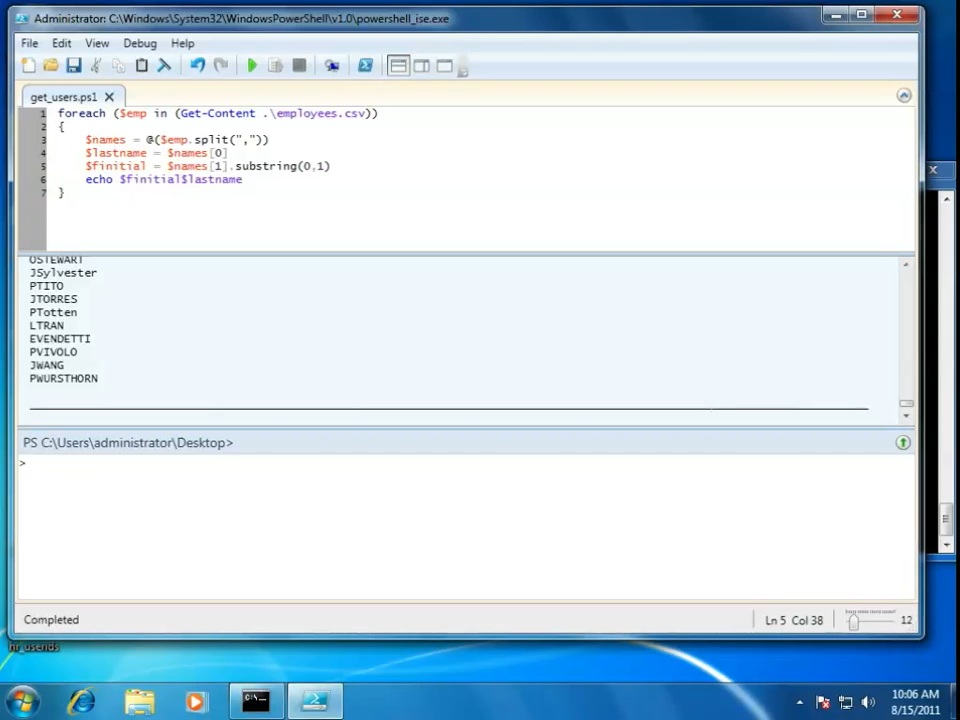 Administrator: C:\Windows\System32\WindowsPowerShell\v1.0\powershell_ise.exe
File Edit View Debug Help
get_users.ps1
1 foreach ($emp in (Get-Content .\employees.csv))
2 {
3 $names = @($emp.split(","))
4 $lastname = $names[0]
5 $finitial = $names[1].substring(0,1)
6 echo $finitial$lastname
7 }
OSTEWART
JSylvester
PTITO
JTORRES
PTotten
LTRAN
EVENDETTI
PVIVOLO
JWANG
PWURSTHORN
PS C:\Users\administrator\Desktop>
>
Completed Ln 5 Col 38 12
hr_userids
C:\_
10:06 AM
8/15/2011